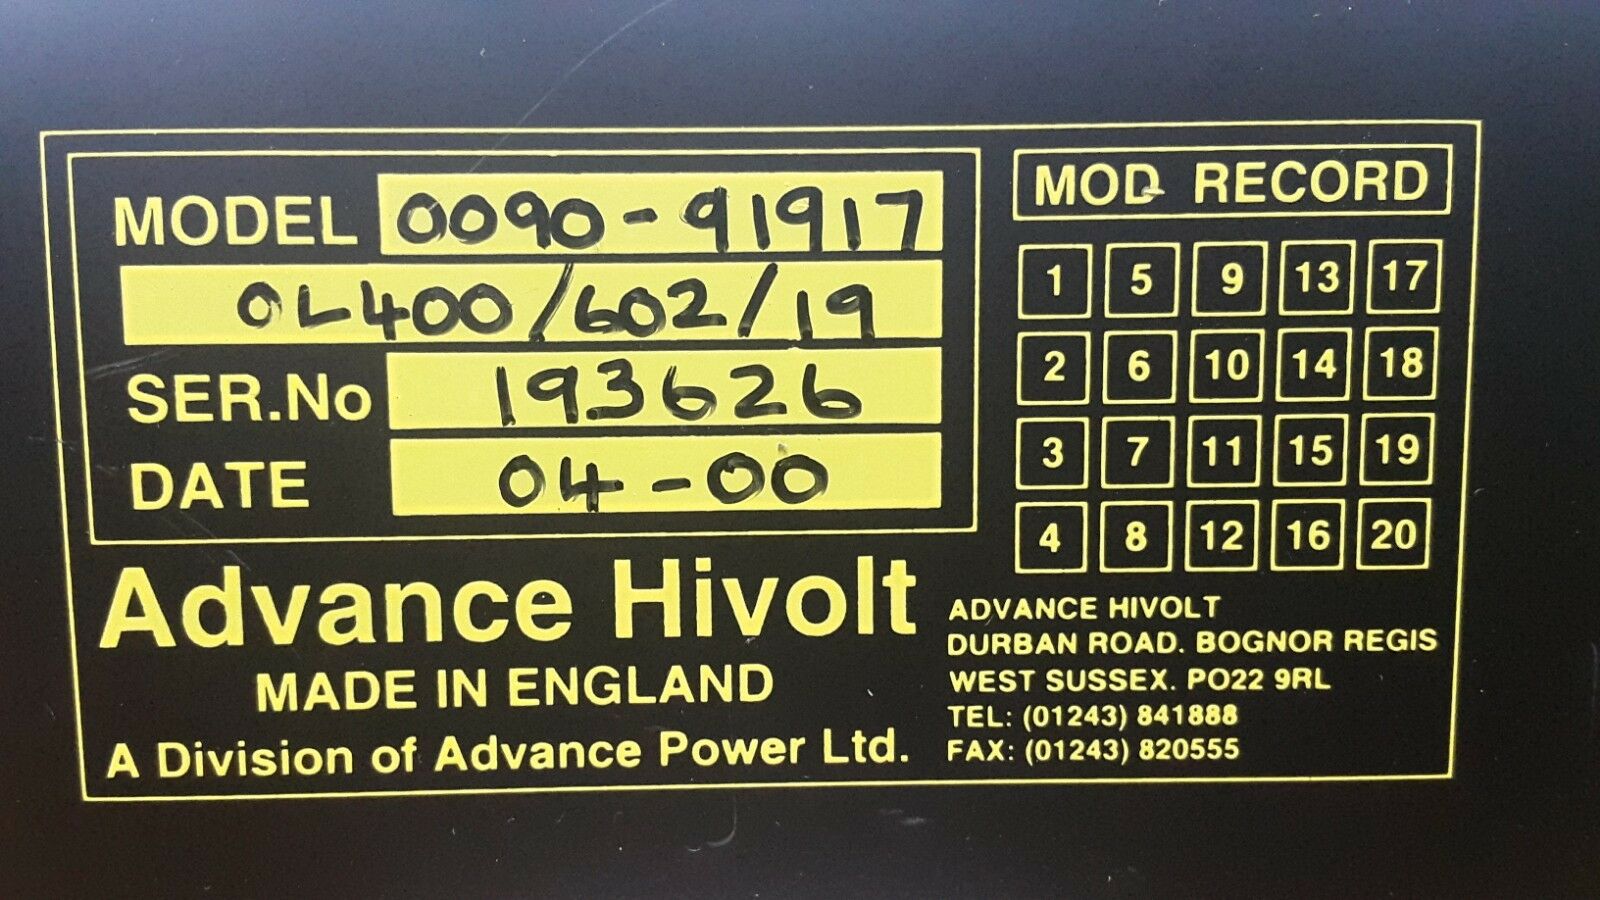 MODEL 0090-91917
OL400/602/19
SER.No 193626
DATE 04-00
Advance Hivolt
MADE IN ENGLAND
A Division of Advance Power Ltd.
MOD RECORD
1 5 9 13 17
2 6 10 14 18
3 7 11 15 19
4 8 12 16 20
ADVANCE HIVOLT
DURBAN ROAD. BOGNOR REGIS
WEST SUSSEX. PO22 9RL
TEL: (01243) 841888
FAX: (01243) 820555